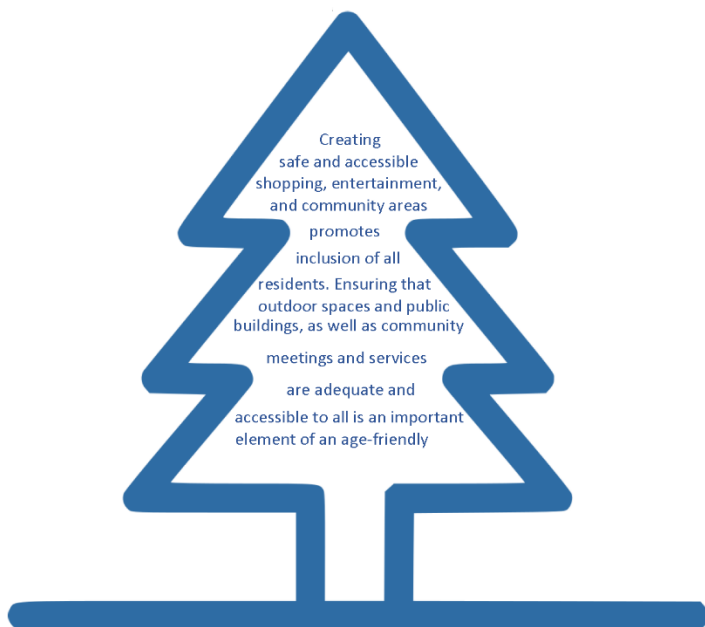 Creating
safe and accessible
shopping, entertainment,
and community areas
promotes
inclusion of all
residents. Ensuring that
outdoor spaces and public
buildings, as well as community
meetings and services
are adequate and
accessible to all is an important
element of an age-friendly